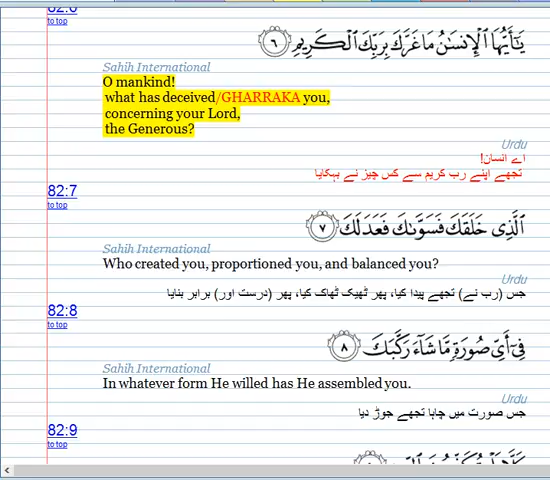 82:6
to top
يَٰٓأَيُّهَا ٱلْإِنسَٰنُ مَا غَرَّكَ بِرَبِّكَ ٱلْكَرِيمِ ٦
Sahih International
O mankind!
what has deceived/GHARRAKA you,
concerning your Lord,
the Generous?
Urdu
اے انسان!
تجھے اپنے رب کریم سے کس چیز نے بہکایا
82:7
to top
ٱلَّذِى خَلَقَكَ فَسَوَّىٰكَ فَعَدَلَكَ ٧
Sahih International
Who created you, proportioned you, and balanced you?
Urdu
جس (رب نے) تجھے پیدا کیا، پھر ٹھیک ٹھاک کیا، پھر (درست اور) برابر بنایا
82:8
to top
فِىٓ أَىِّ صُورَةٍ مَّا شَآءَ رَكَّبَكَ ٨
Sahih International
In whatever form He willed has He assembled you.
Urdu
جس صورت میں چاہا تجھے جوڑ دیا
82:9
to top